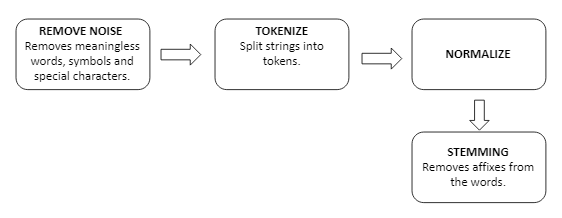 REMOVE NOISE
Removes meaningless
words, symbols and
special characters.
TOKENIZE
Split strings into
tokens.
NORMALIZE
STEMMING
Removes affixes from
the words.